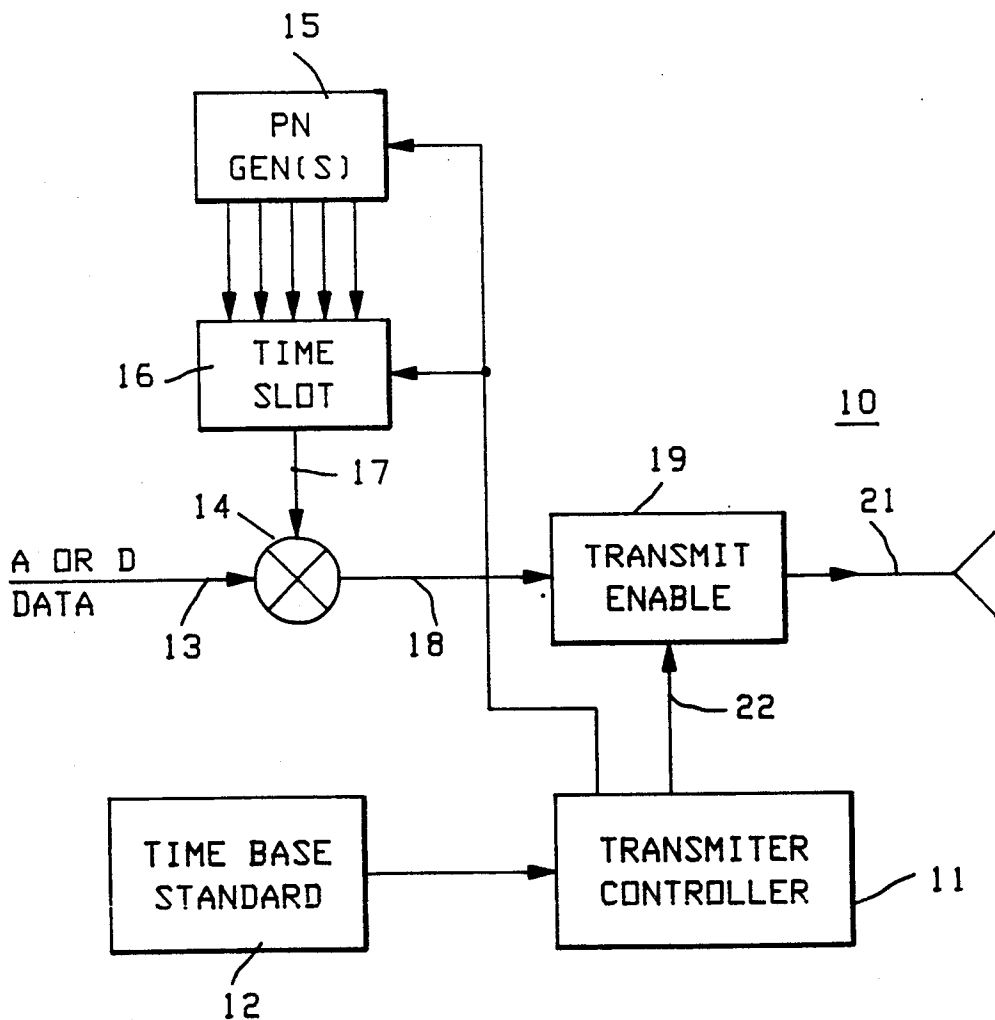 15
PN
GEN(S)
16
TIME
SLOT
10
17
19
14
21
A OR D
DATA
TRANSMIT
ENABLE
13
18
22
TIME BASE
STANDARD
TRANSMITER
CONTROLLER
11
12